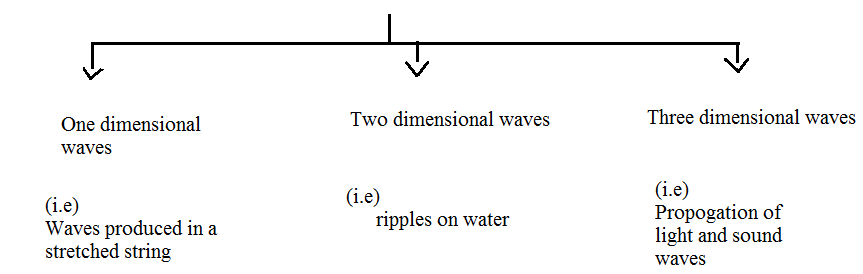 One dimensional
waves
Two dimensional waves
Three dimensional waves
(i.e)
Waves produced in a
stretched string
(i.e)
ripples on water
(i.e)
Propogation of
light and sound
waves